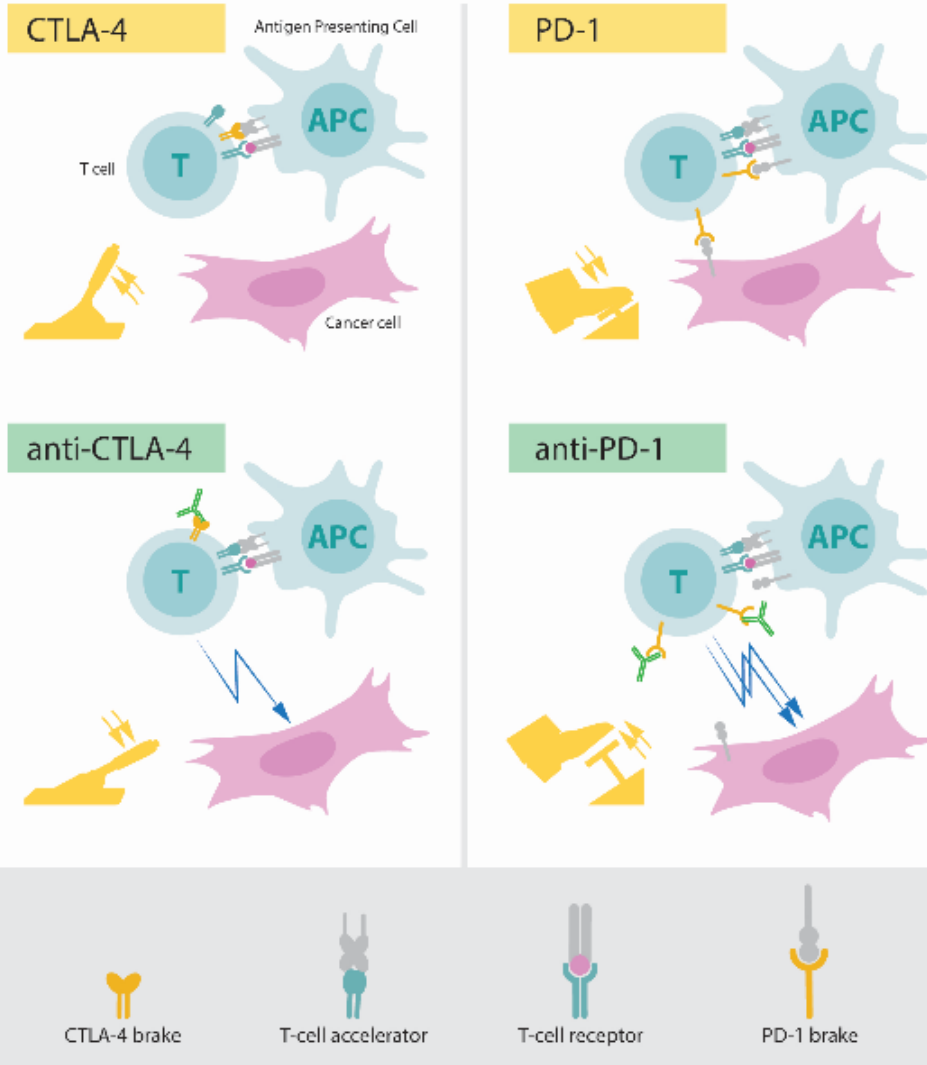 CTLA-4
Antigen Presenting Cell
APC
T
T cell
Cancer cell
PD-1
APC
T
anti-CTLA-4
APC
T
anti-PD-1
APC
T
CTLA-4 brake
T-cell accelerator
T-cell receptor
PD-1 brake